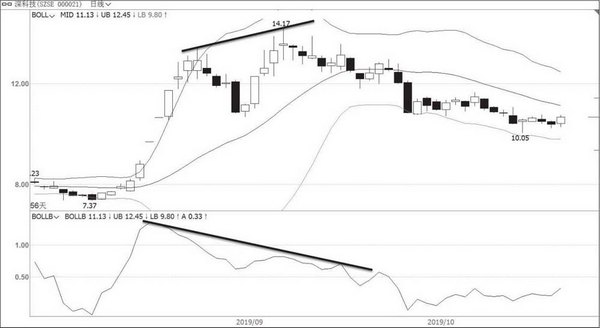 深科技(SZSE 000021) 日线
BOLL MID 11.13↓ UB 12.45↓ LB 9.80↑
14.17
12.00
10.05
.23
8.00
56天
7.37
BOLLB BOLLB 11.13↓ UB 12.45↓ LB 9.80↑ A 0.33↑
1.00
0.50
2019/09 2019/10